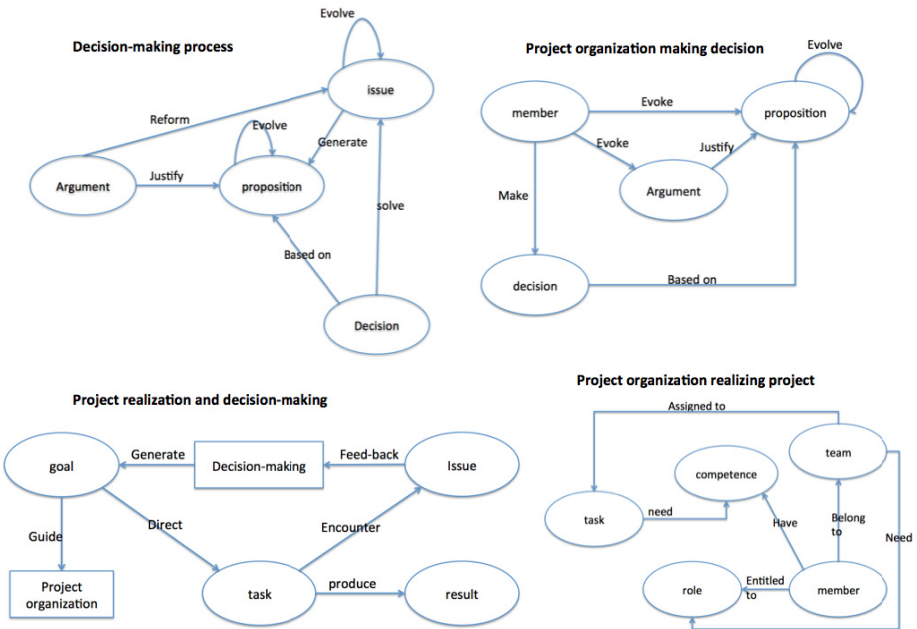 Decision-making process
Evolve
issue
Reform
Evolve
Generate
Argument
Justify
proposition
solve
Based on
Decision
Project organization making decision
Evolve
member
Evoke
proposition
Evoke
Justify
Argument
Make
decision
Based on
Project realization and decision-making
goal
Generate
Decision-making
Feed-back
Issue
Guide
Direct
Encounter
Project
organization
task
produce
result
Project organization realizing project
Assigned to
team
competence
task
need
Have
Belong
to
Need
role
Entitled
to
member